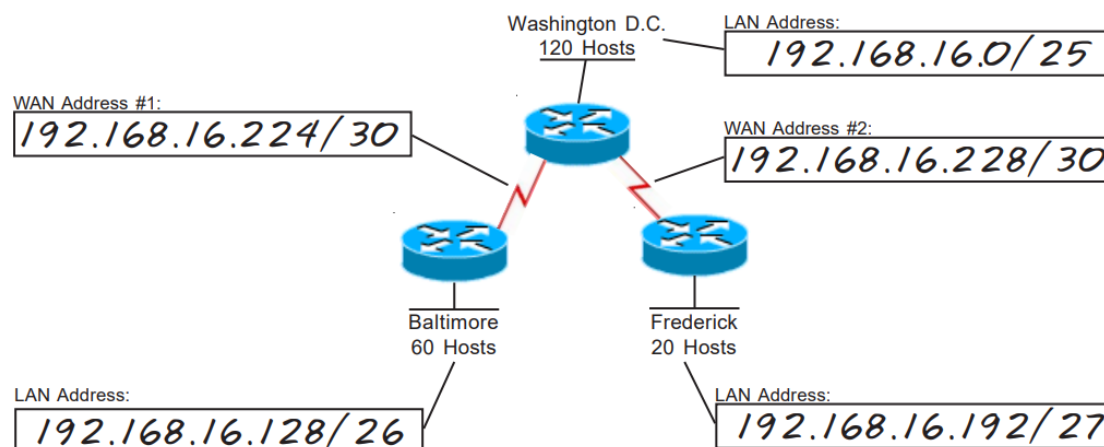 Washington D.C.
120 Hosts
LAN Address:
192.168.16.0/25
WAN Address #1:
192.168.16.224/30
WAN Address #2:
192.168.16.228/30
Baltimore
60 Hosts
Frederick
20 Hosts
LAN Address:
192.168.16.128/26
LAN Address:
192.168.16.192/27